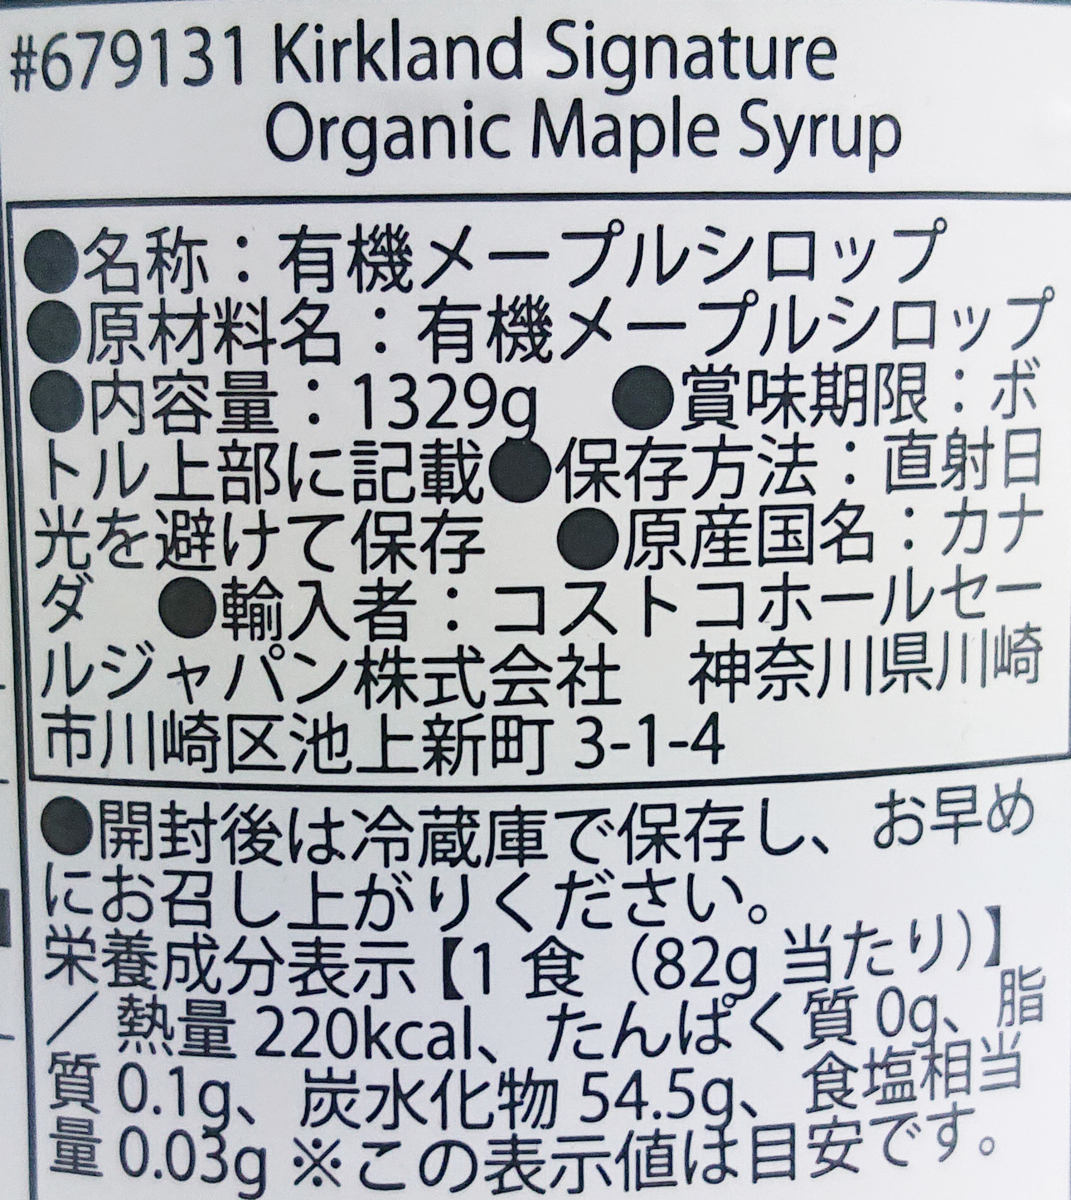 #679131 Kirkland Signature
Organic Maple Syrup
●名称：有機メープルシロップ
●原材料名：有機メープルシロップ
●内容量：1329g　●賞味期限：ボ
トル上部に記載●保存方法：直射日
光を避けて保存　●原産国名：カナ
ダ　●輸入者：コストコホールセー
ルジャパン株式会社　神奈川県川崎
市川崎区池上新町 3-1-4
●開封後は冷蔵庫で保存し、お早め
にお召し上がりください。
栄養成分表示【1 食（82g 当たり）】
／熱量 220kcal、たんぱく質 0g、脂
質 0.1g、炭水化物 54.5g、食塩相当
量 0.03g ※この表示値は目安です。